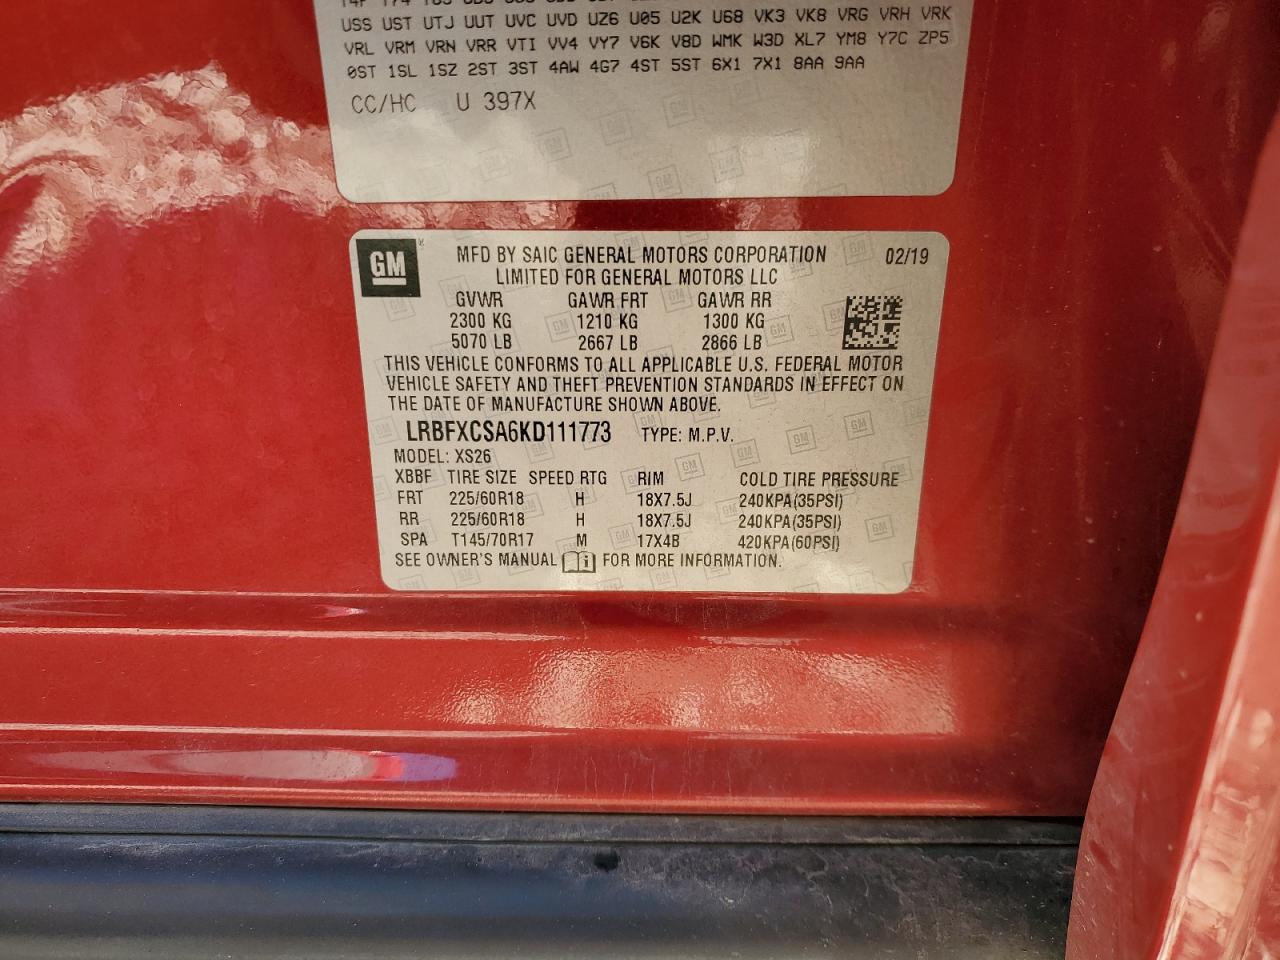 USS UST UTJ UUT UVC UVD UZ6 U05 U2K U68 VK3 VK8 VRG VRH VRK
VRL VRM VRN VRR VTI VV4 VY7 V6K V8D WMK W3D XL7 YM8 Y7C ZP5
0ST 1SL 1SZ 2ST 3ST 4AW 4G7 4ST 5ST 6X1 7X1 8AA 9AA
CC/HC U 397X
GM
MFD BY SAIC GENERAL MOTORS CORPORATION 02/19
LIMITED FOR GENERAL MOTORS LLC
GVWR GAWR FRT GAWR RR
2300 KG 1210 KG 1300 KG
5070 LB 2667 LB 2866 LB
THIS VEHICLE CONFORMS TO ALL APPLICABLE U.S. FEDERAL MOTOR
VEHICLE SAFETY AND THEFT PREVENTION STANDARDS IN EFFECT ON
THE DATE OF MANUFACTURE SHOWN ABOVE.
LRBFXCSA6KD111773 TYPE: M.P.V.
MODEL: XS26
XBBF TIRE SIZE SPEED RTG RIM COLD TIRE PRESSURE
FRT 225/60R18 H 18X7.5J 240KPA(35PSI)
RR 225/60R18 H 18X7.5J 240KPA(35PSI)
SPA T145/70R17 M 17X4B 420KPA(60PSI)
SEE OWNER'S MANUAL FOR MORE INFORMATION.